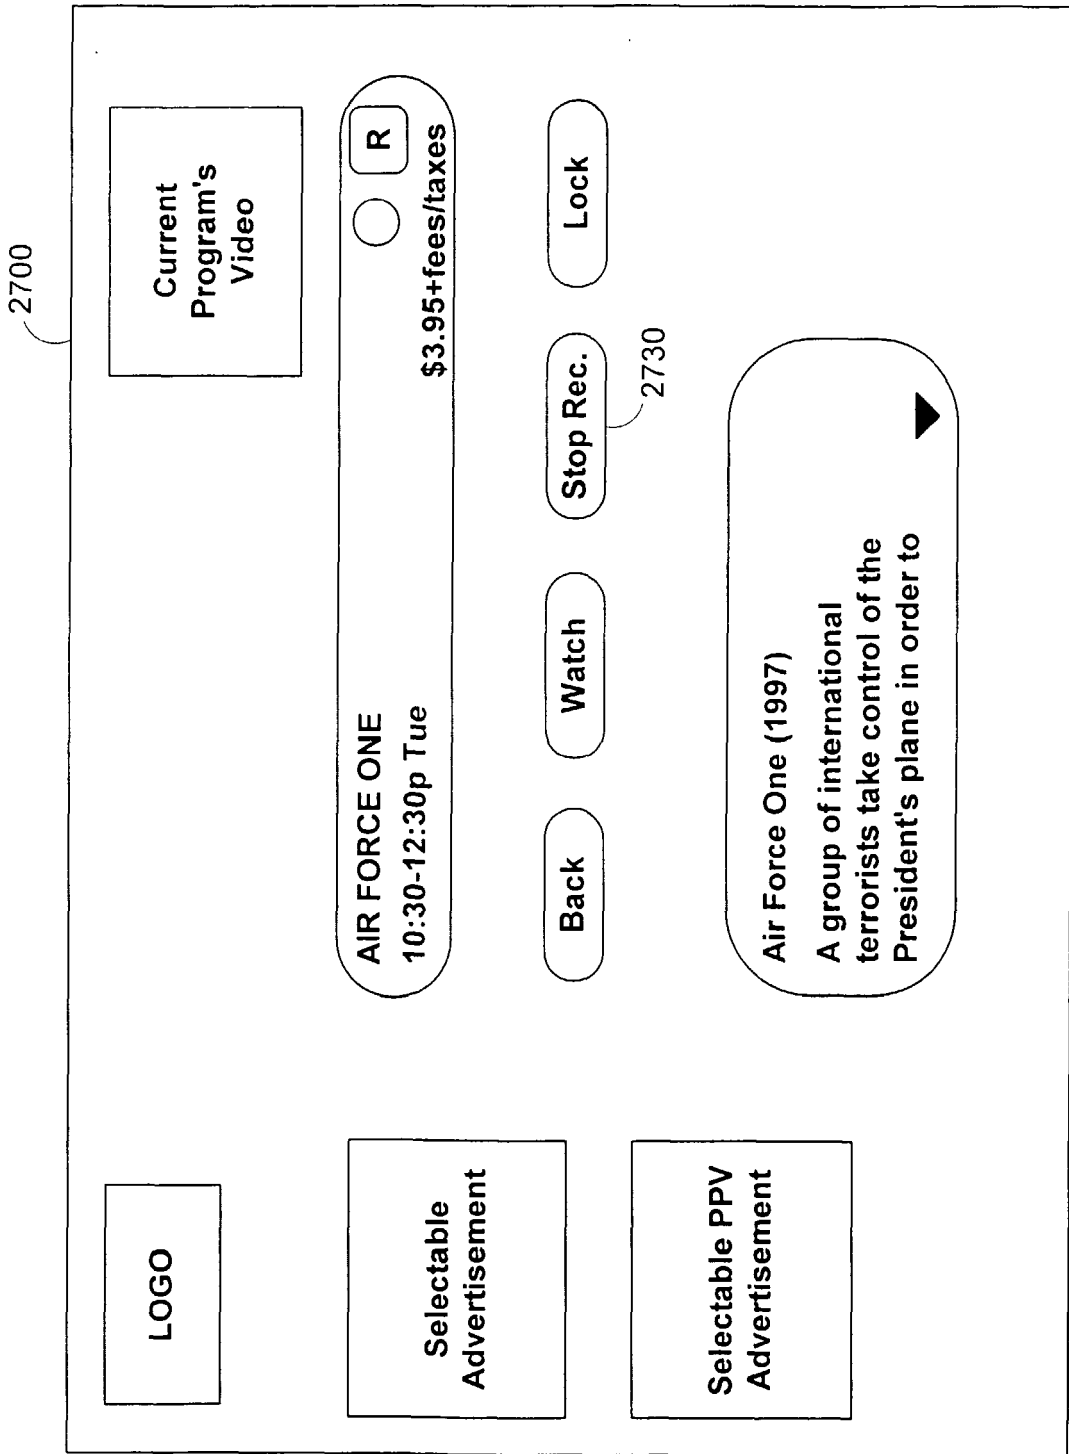 2700
LOGO
Current
Program's
Video
Selectable
Advertisement
AIR FORCE ONE
R
10:30-12:30p Tue
$3.95+fees/taxes
Back
Watch
Stop Rec.
Lock
2730
Selectable PPV
Advertisement
Air Force One (1997)
A group of international
terrorists take control of the
President's plane in order to